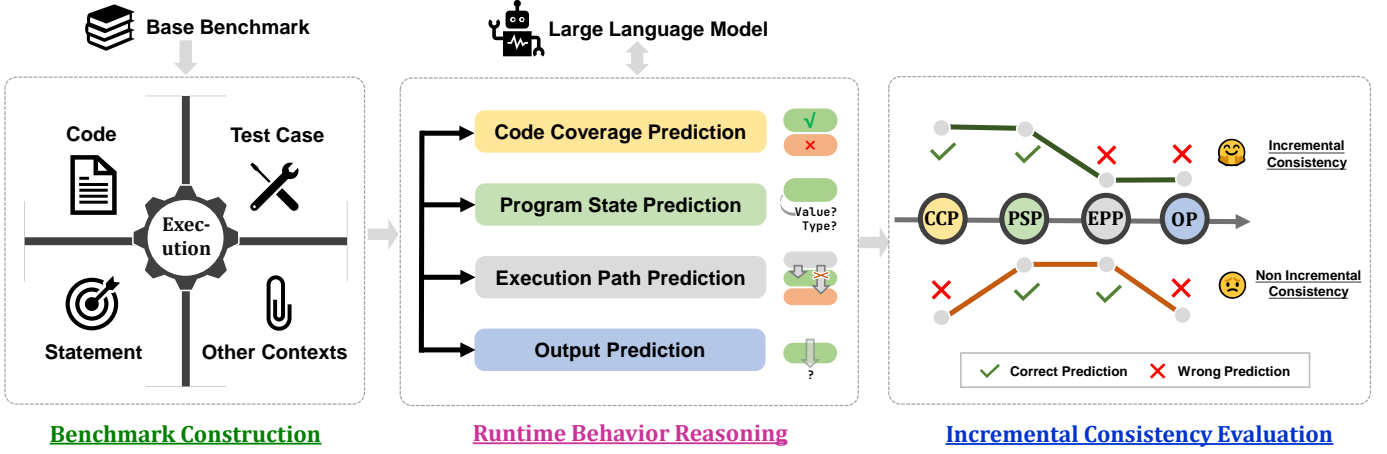 Base Benchmark
Code
Test Case
Exec-
ution
Statement
Other Contexts
Benchmark Construction
Large Language Model
Code Coverage Prediction
√
×
Program State Prediction
Value?
Type?
Execution Path Prediction
Output Prediction
?
Runtime Behavior Reasoning
Incremental
Consistency
CCP
PSP
EPP
OP
Non Incremental
Consistency
Correct Prediction
Wrong Prediction
Incremental Consistency Evaluation